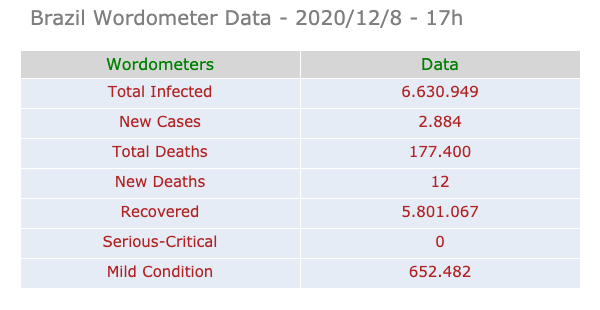 Brazil Wordometer Data - 2020/12/8 - 17h
Wordometers Data
Total Infected 6.630.949
New Cases 2.884
Total Deaths 177.400
New Deaths 12
Recovered 5.801.067
Serious-Critical 0
Mild Condition 652.482